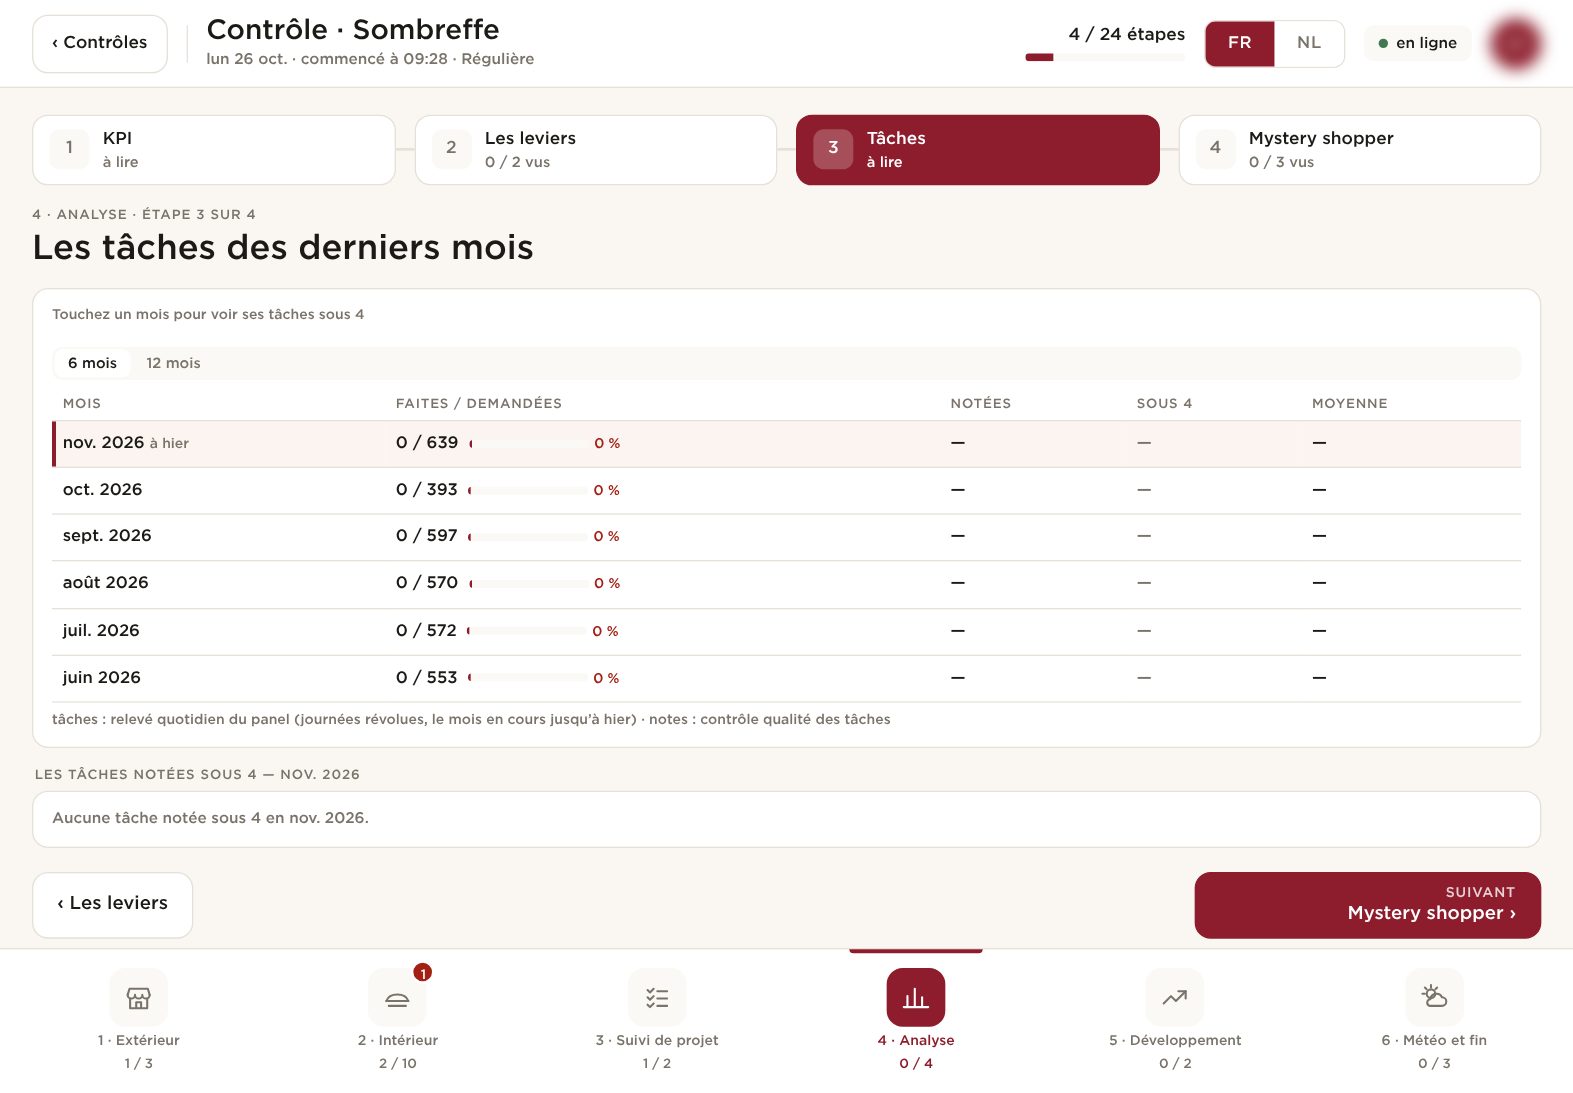 ‹ Contrôles
Contrôle · Sombreffe
lun 26 oct. · commencé à 09:28 · Régulière
4 / 24 étapes
FR
NL
en ligne
1
KPI
à lire
2
Les leviers
0 / 2 vus
3
Tâches
à lire
4
Mystery shopper
0 / 3 vus
4 · ANALYSE · ÉTAPE 3 SUR 4
Les tâches des derniers mois
Touchez un mois pour voir ses tâches sous 4
6 mois
12 mois
MOIS FAITES / DEMANDÉES NOTÉES SOUS 4 MOYENNE
nov. 2026 à hier 0 / 639 0 % — — —
oct. 2026 0 / 393 0 % — — —
sept. 2026 0 / 597 0 % — — —
août 2026 0 / 570 0 % — — —
juil. 2026 0 / 572 0 % — — —
juin 2026 0 / 553 0 % — — —
tâches : relevé quotidien du panel (journées révolues, le mois en cours jusqu'à hier) · notes : contrôle qualité des tâches
LES TÂCHES NOTÉES SOUS 4 — NOV. 2026
Aucune tâche notée sous 4 en nov. 2026.
‹ Les leviers
SUIVANT
Mystery shopper ›
1 · Extérieur
1 / 3
1
2 · Intérieur
2 / 10
3 · Suivi de projet
1 / 2
4 · Analyse
0 / 4
5 · Développement
0 / 2
6 · Météo et fin
0 / 3